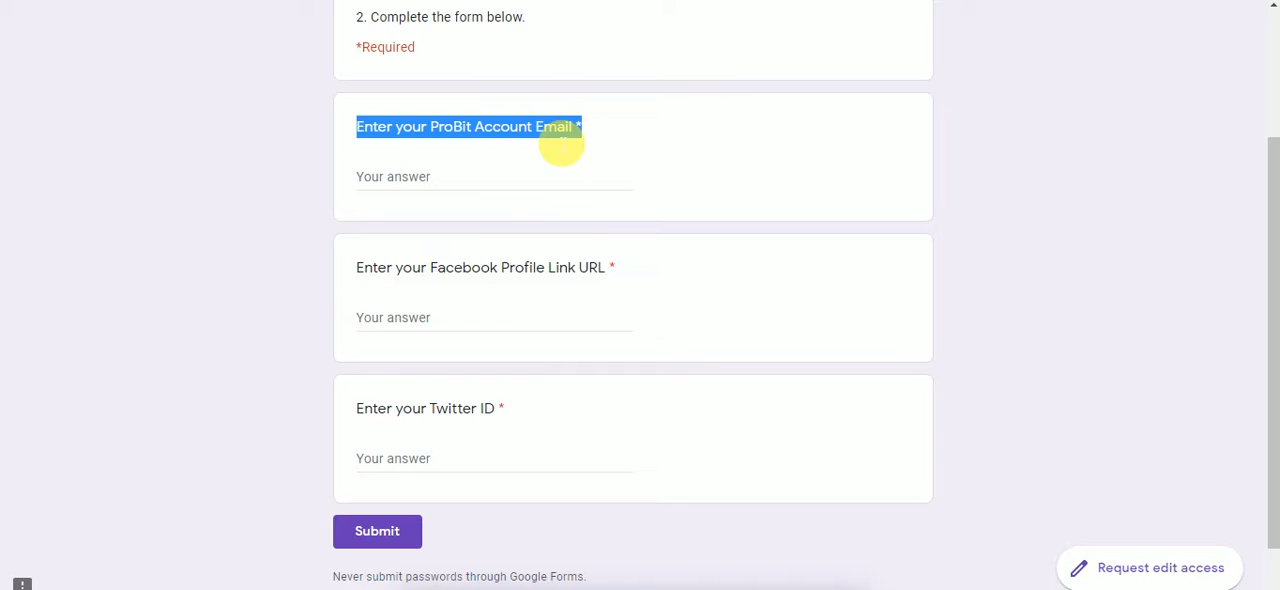 2. Complete the form below.
*Required
Enter your ProBit Account Email *
Your answer
Enter your Facebook Profile Link URL *
Your answer
Enter your Twitter ID *
Your answer
Submit
Request edit access
Never submit passwords through Google Forms.